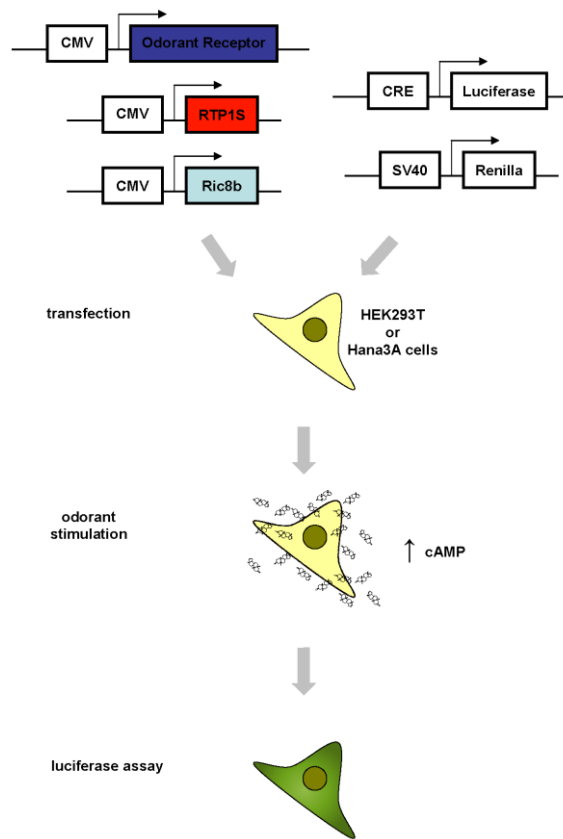 CMV Odorant Receptor
CMV RTP1S
CMV Ric8b
CRE Luciferase
SV40 Renilla
transfection
HEK293T
or
Hana3A cells
odorant
stimulation
↑ cAMP
luciferase assay